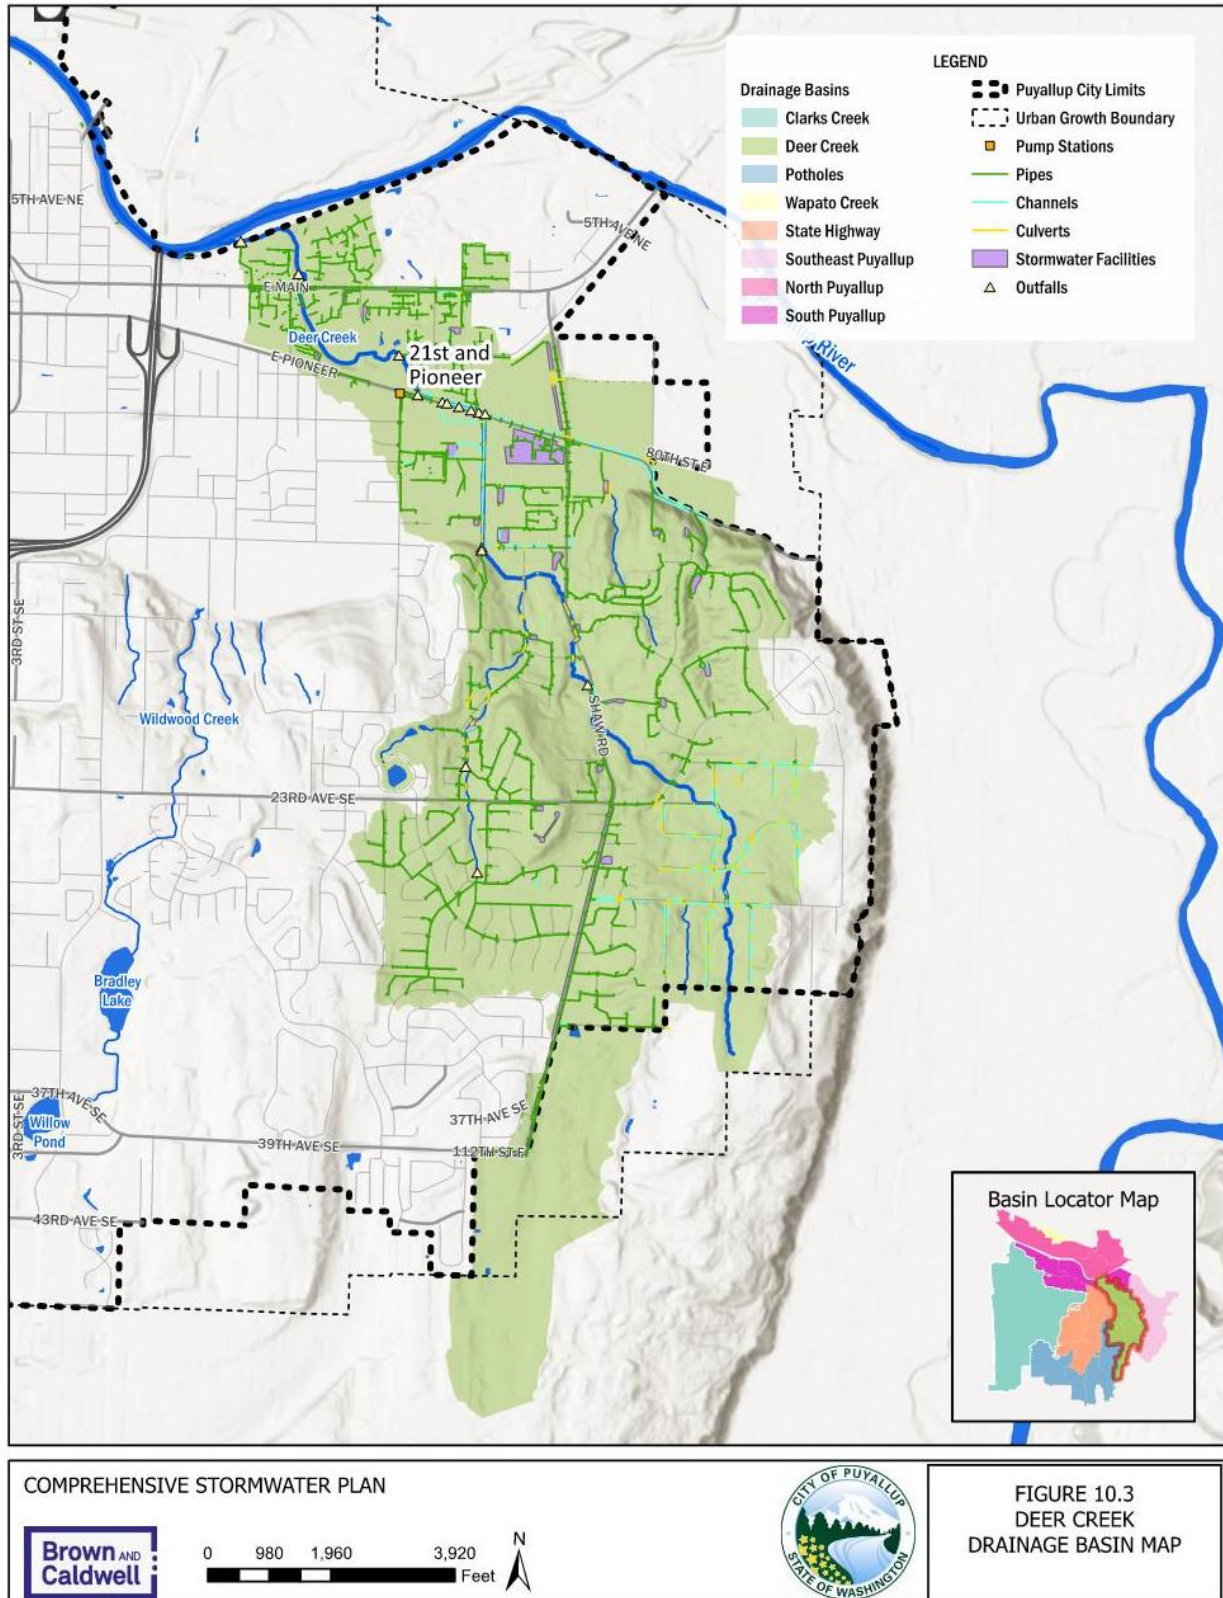 LEGEND
Drainage Basins
Clarks Creek
Deer Creek
Potholes
Wapato Creek
State Highway
Southeast Puyallup
North Puyallup
South Puyallup
Puyallup City Limits
Urban Growth Boundary
Pump Stations
Pipes
Channels
Culverts
Stormwater Facilities
Outfalls
5TH AVE NE
5TH AVE NE
E MAIN
Deer Creek
E PIONEER
21st and
Pioneer
River
80TH ST E
3RD ST SE
Wildwood Creek
SHAW RD
23RD AVE SE
Bradley
Lake
37TH AVE SE
3RD ST SE
Willow
Pond
37TH AVE SE
39TH AVE SE
112TH ST E
43RD AVE SE
Basin Locator Map
COMPREHENSIVE STORMWATER PLAN
Brown AND
Caldwell
0 980 1,960 3,920
Feet
N
CITY OF PUYALLUP
STATE OF WASHINGTON
FIGURE 10.3
DEER CREEK
DRAINAGE BASIN MAP